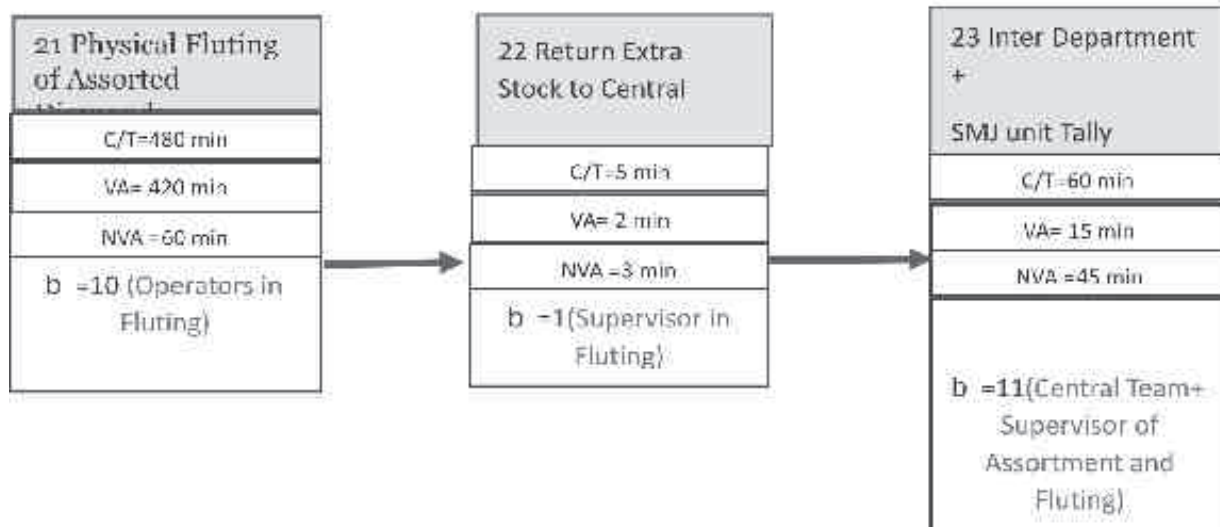 21 Physical Fluting
of Assorted
C/T=480 min
VA= 420 min
NVA =60 min
b =10 (Operators in
Fluting)
22 Return Extra
Stock to Central
C/T=5 min
VA= 2 min
NVA =3 min
b =1(Supervisor in
Fluting)
23 Inter Department
+
SMJ unit Tally
C/T=60 min
VA= 15 min
NVA =45 min
b =11(Central Team+
Supervisor of
Assortment and
Fluting)